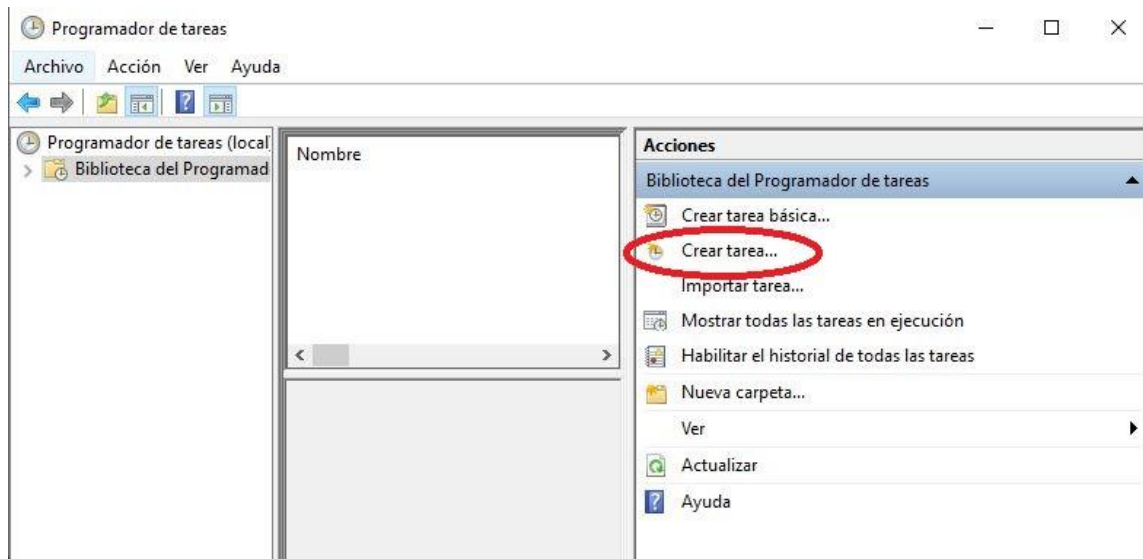 Programador de tareas
Archivo Acción Ver Ayuda
Programador de tareas (local
Biblioteca del Programad
Nombre
Acciones
Biblioteca del Programador de tareas
Crear tarea básica...
Crear tarea...
Importar tarea...
Mostrar todas las tareas en ejecución
Habilitar el historial de todas las tareas
Nueva carpeta...
Ver
Actualizar
Ayuda